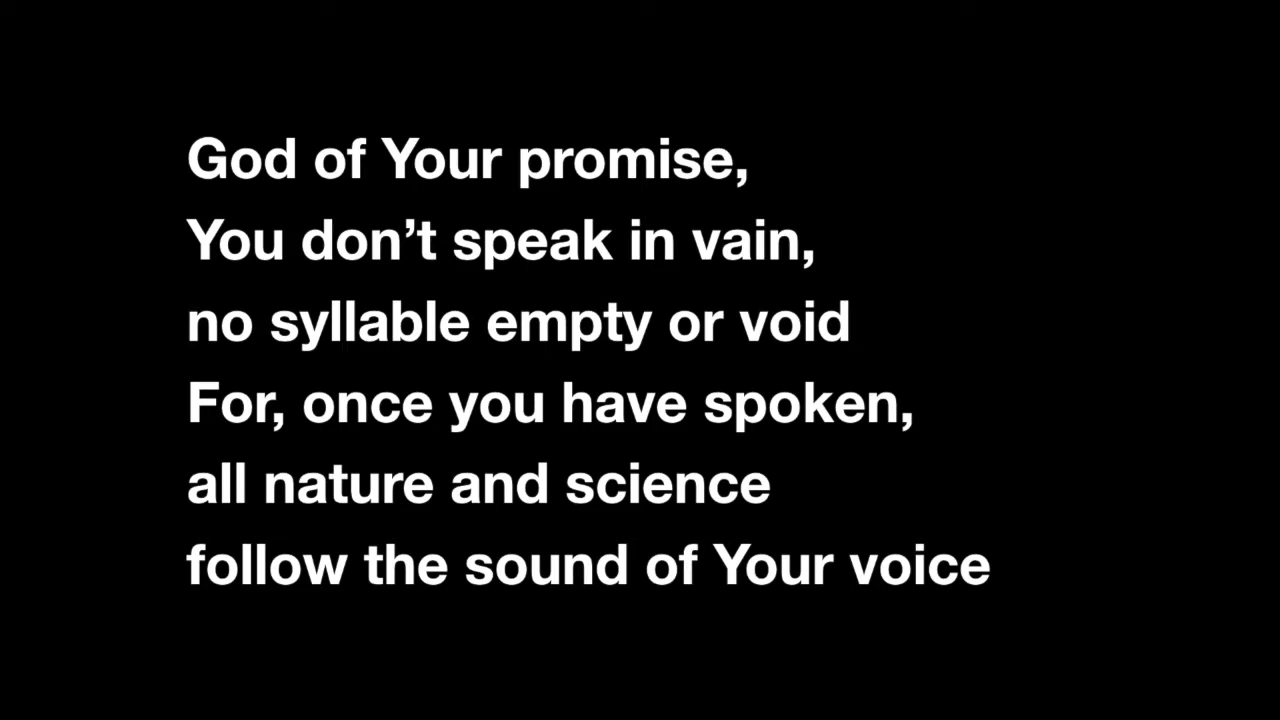 God of Your promise,
You don’t speak in vain,
no syllable empty or void
For, once you have spoken,
all nature and science
follow the sound of Your voice